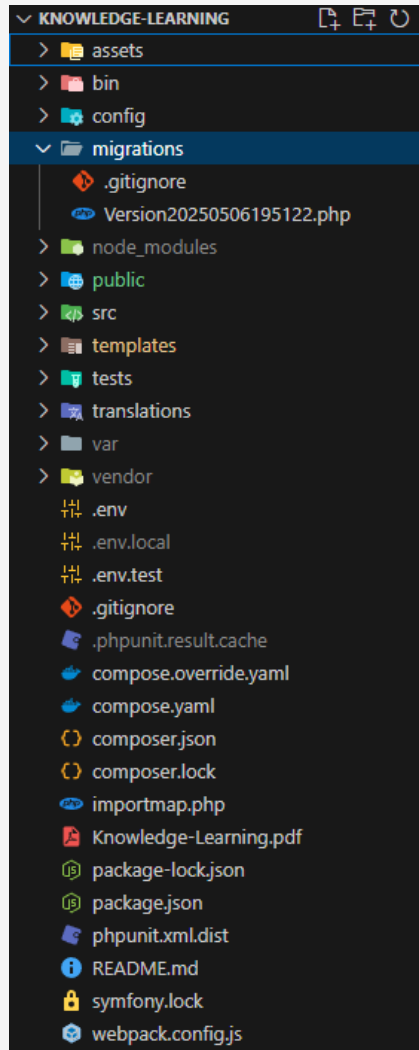 KNOWLEDGE-LEARNING
assets
bin
config
migrations
.gitignore
Version20250506195122.php
node_modules
public
src
templates
tests
translations
var
vendor
.env
.env.local
.env.test
.gitignore
.phpunit.result.cache
compose.override.yaml
compose.yaml
composer.json
composer.lock
importmap.php
Knowledge-Learning.pdf
package-lock.json
package.json
phpunit.xml.dist
README.md
symfony.lock
webpack.config.js